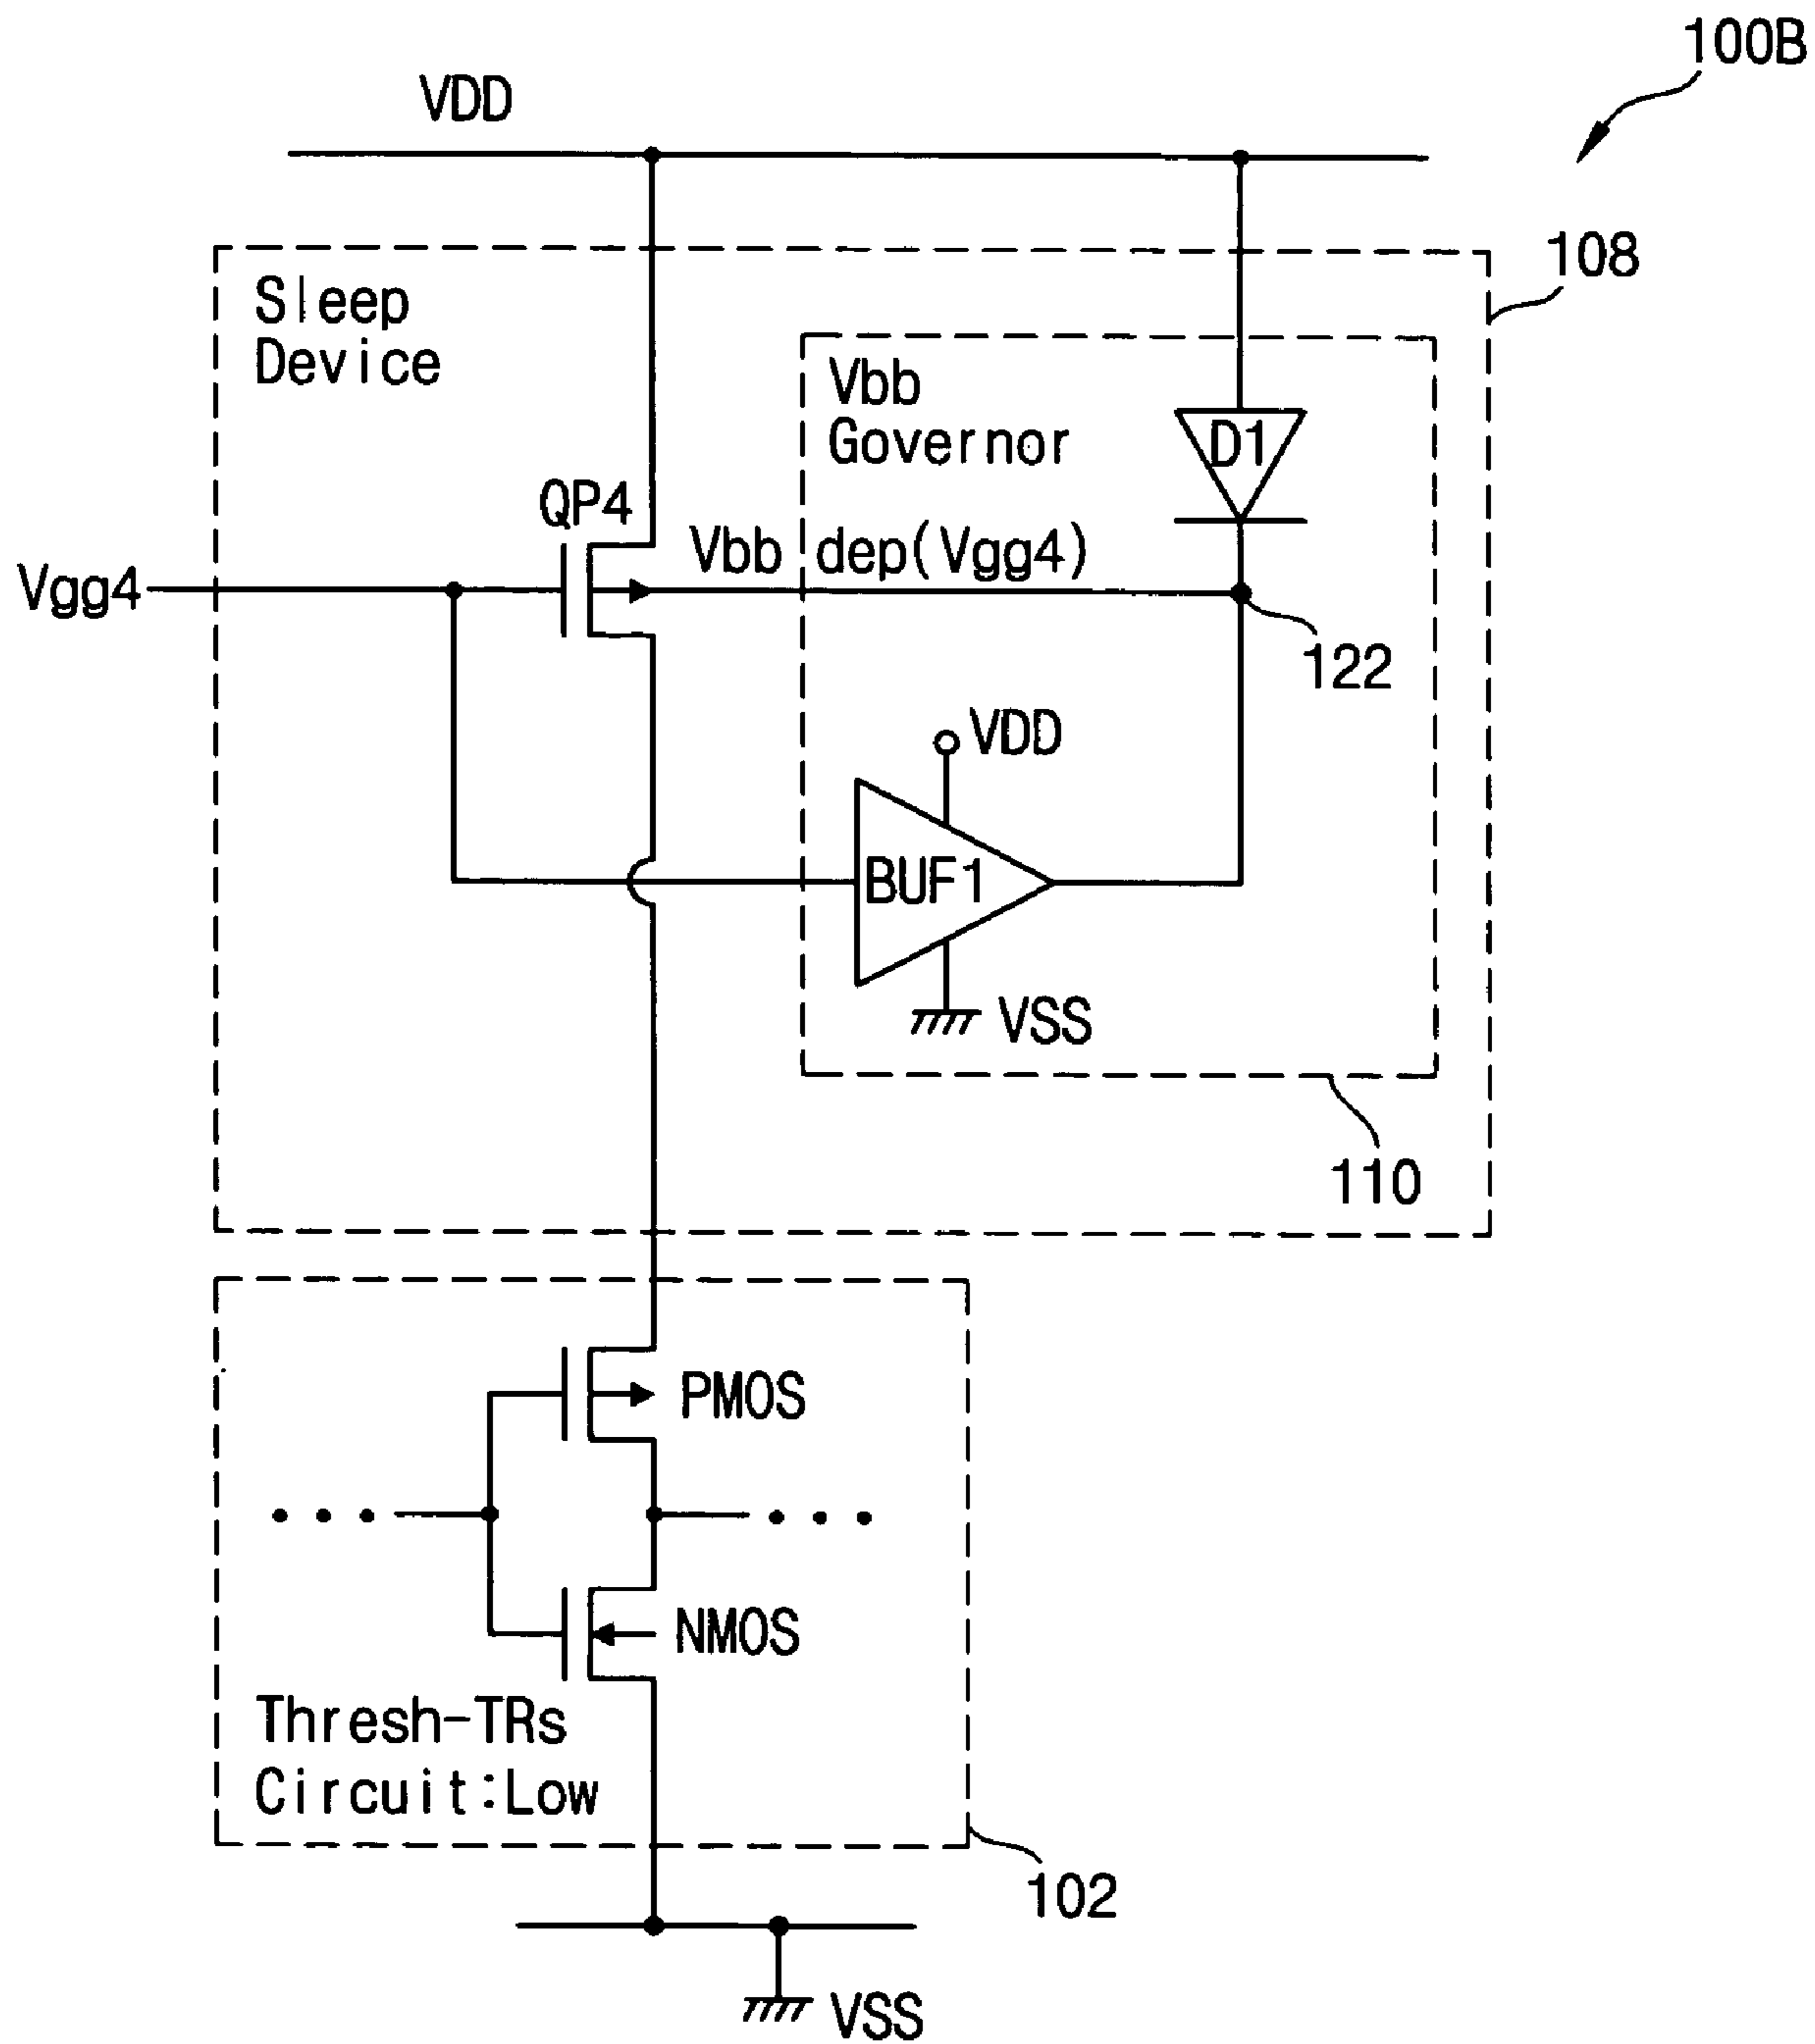 100B
VDD
108
Sleep
Device
Vbb
Governor
D1
QP4
Vbb dep(Vgg4)
Vgg4
122
VDD
BUF1
VSS
110
PMOS
NMOS
Thresh-TRs
Circuit:Low
102
VSS